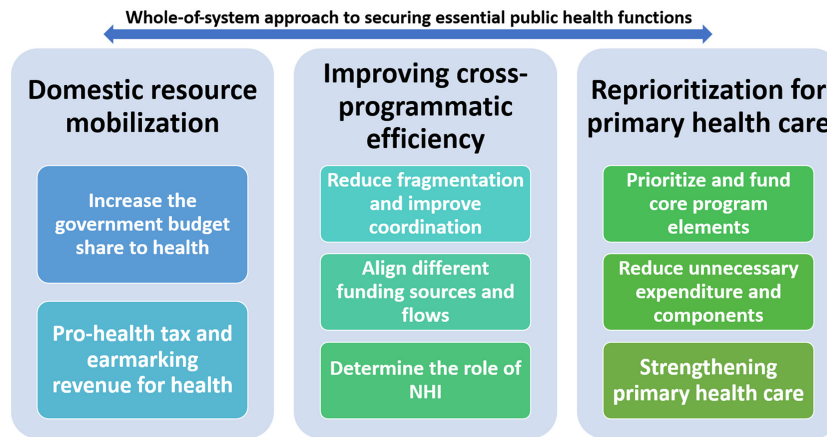 Whole-of-system approach to securing essential public health functions
Domestic resource
mobilization
Increase the
government budget
share to health
Pro-health tax and
earmarking
revenue for health
Improving cross-
programmatic
efficiency
Reduce fragmentation
and improve
coordination
Align different
funding sources and
flows
Determine the role of
NHI
Reprioritization for
primary health care
Prioritize and fund
core program
elements
Reduce unnecessary
expenditure and
components
Strengthening
primary health care